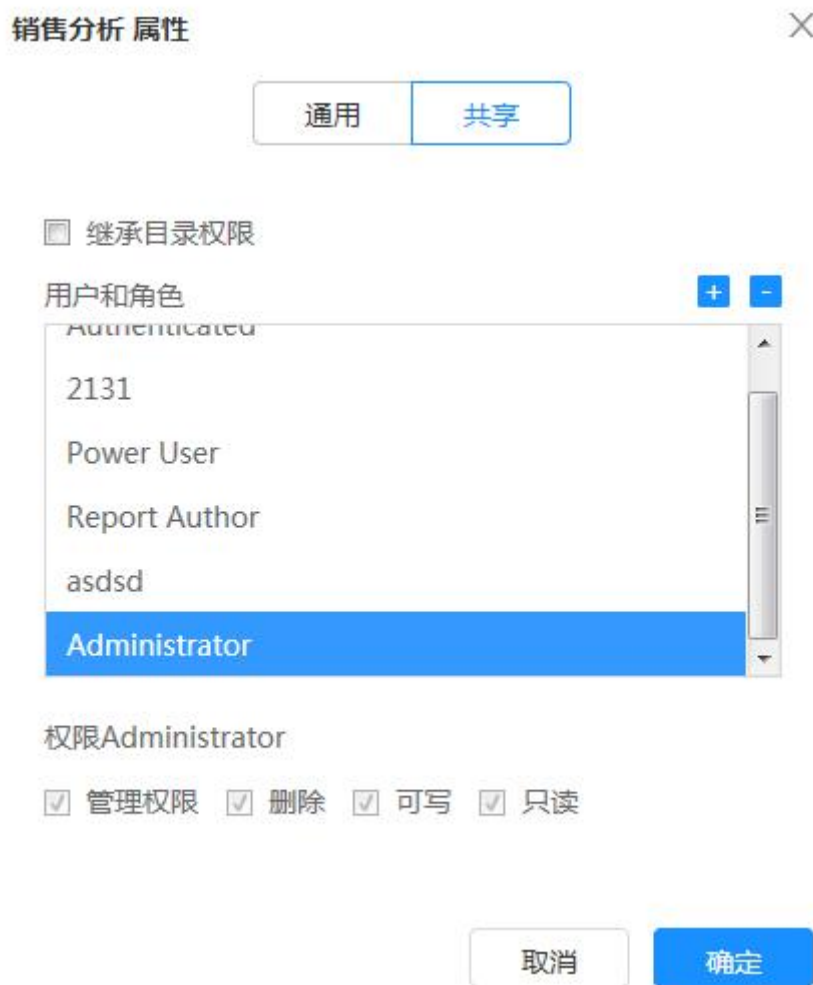 销售分析 属性
通用 共享
继承目录权限
用户和角色 + -
Authenticated
2131
Power User
Report Author
asdsd
Administrator
权限Administrator
管理权限 删除 可写 只读
取消 确定